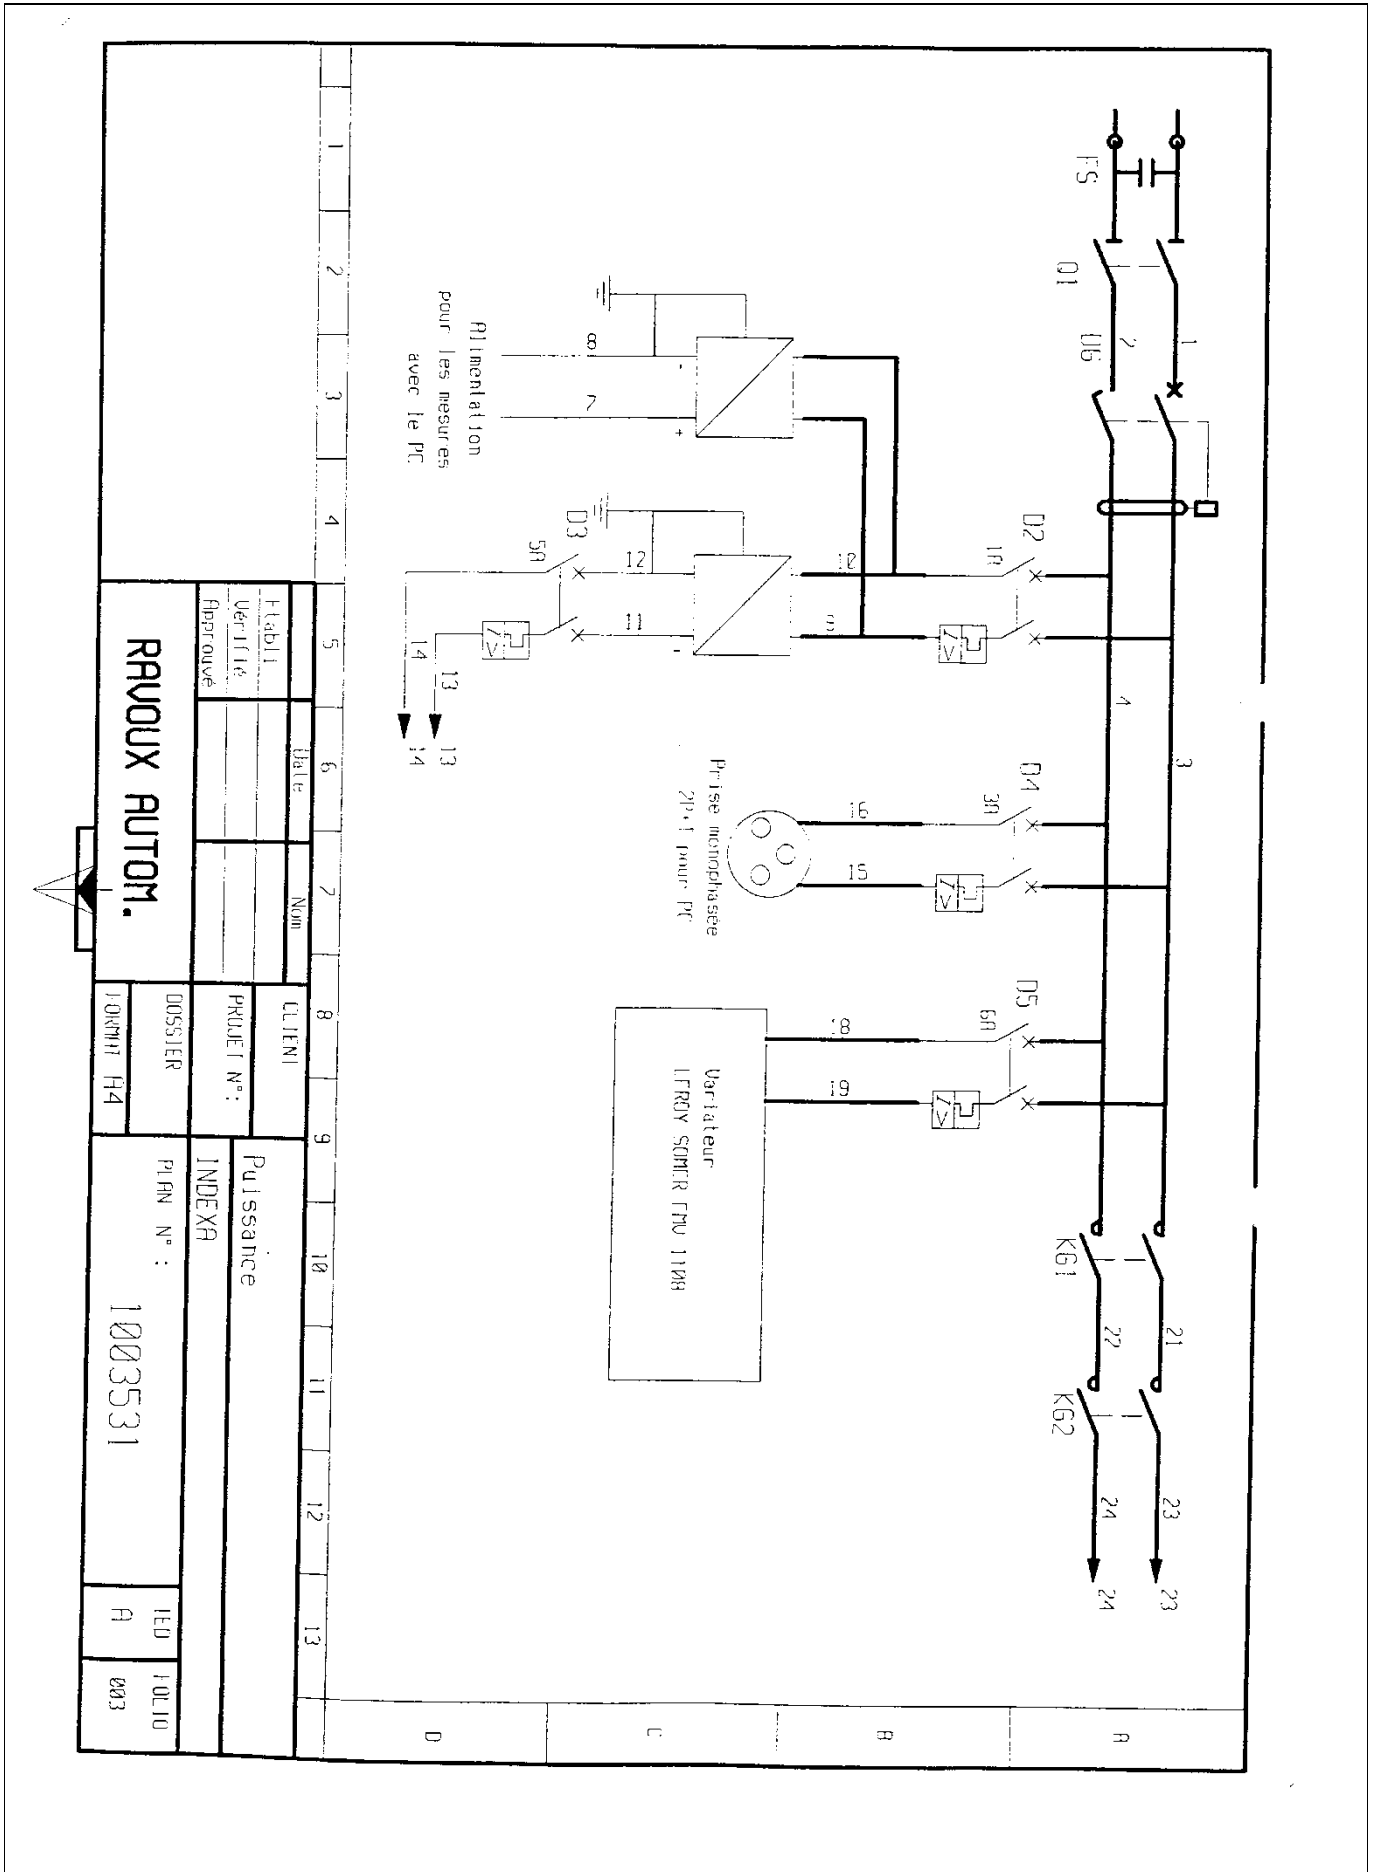 FS
Q1
1
2
UG
3
4
D2
1A
10
9
8
7
-
+
Alimentation
pour les mesures
avec le PC
D3
5A
12
11
-
14
13
13
14
D4
3A
16
15
Prise monophasée
2P+T pour PC
D5
6A
18
19
Variateur
LEROY SOMER FMV 1108
KG1
21
22
KG2
23
24
23
24
A
B
C
D
1
2
3
4
5
6
7
8
9
10
11
12
13
Date
Nom
Etabli
Vérifié
Approuvé
RAVOUX AUTOM.
CLIENT
PROJET N°:
DOSSIER
FORMAT A4
Puissance
INDEXA
PLAN N°:
1003531
IED
A
FOLIO
003